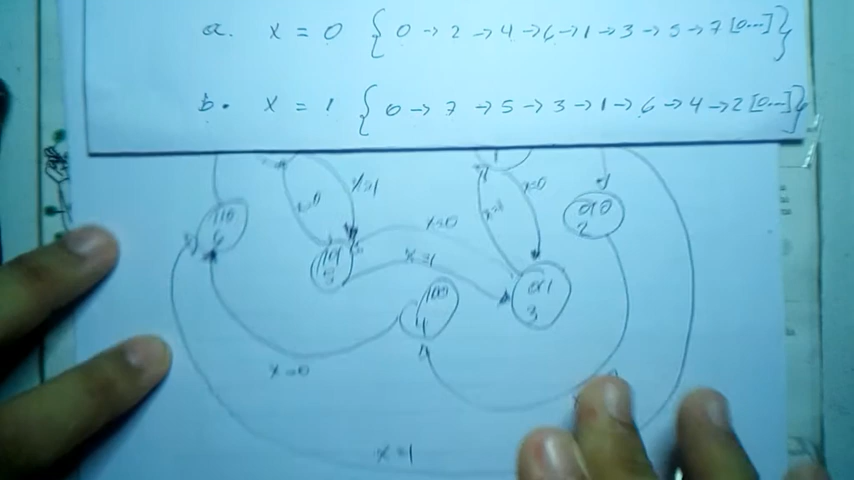 a. X = 0 { 0 → 2 → 4 → 6 → 1 → 3 → 5 → 7 [0...] }
b. X = 1 { 0 → 7 → 5 → 3 → 1 → 6 → 4 → 2 [0...] }
x=1
x=0
x=0
x=0
x=1
x=1
110
6
101
5
100
4
011
3
010
2
x=0
x=1